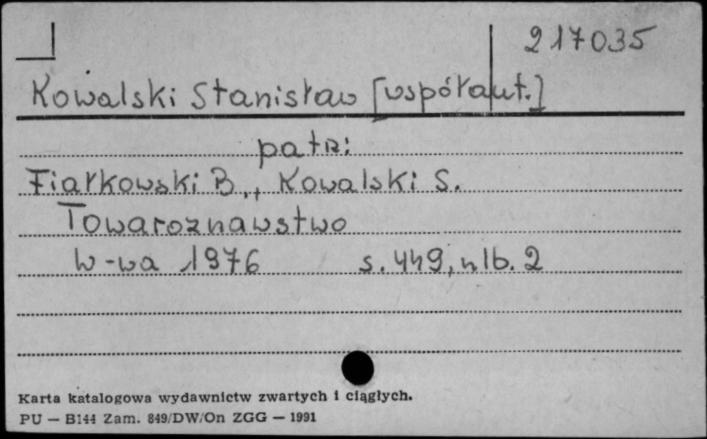 217035
Kowalski Stanisław [współaut.]
patrz:
Fiałkowski B., Kowalski S.
Towaroznawstwo
W-wa 1976 s. 449, nlb. 2
Karta katalogowa wydawnictw zwartych i ciągłych.
PU — B144 Zam. 849/DW/On ZGG — 1991